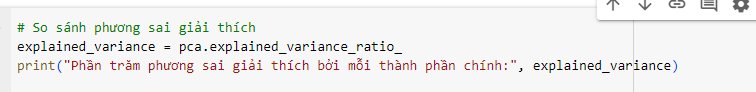 # So sánh phương sai giải thích
explained_variance = pca.explained_variance_ratio_
print("Phần trăm phương sai giải thích bởi mỗi thành phần chính:", explained_variance)